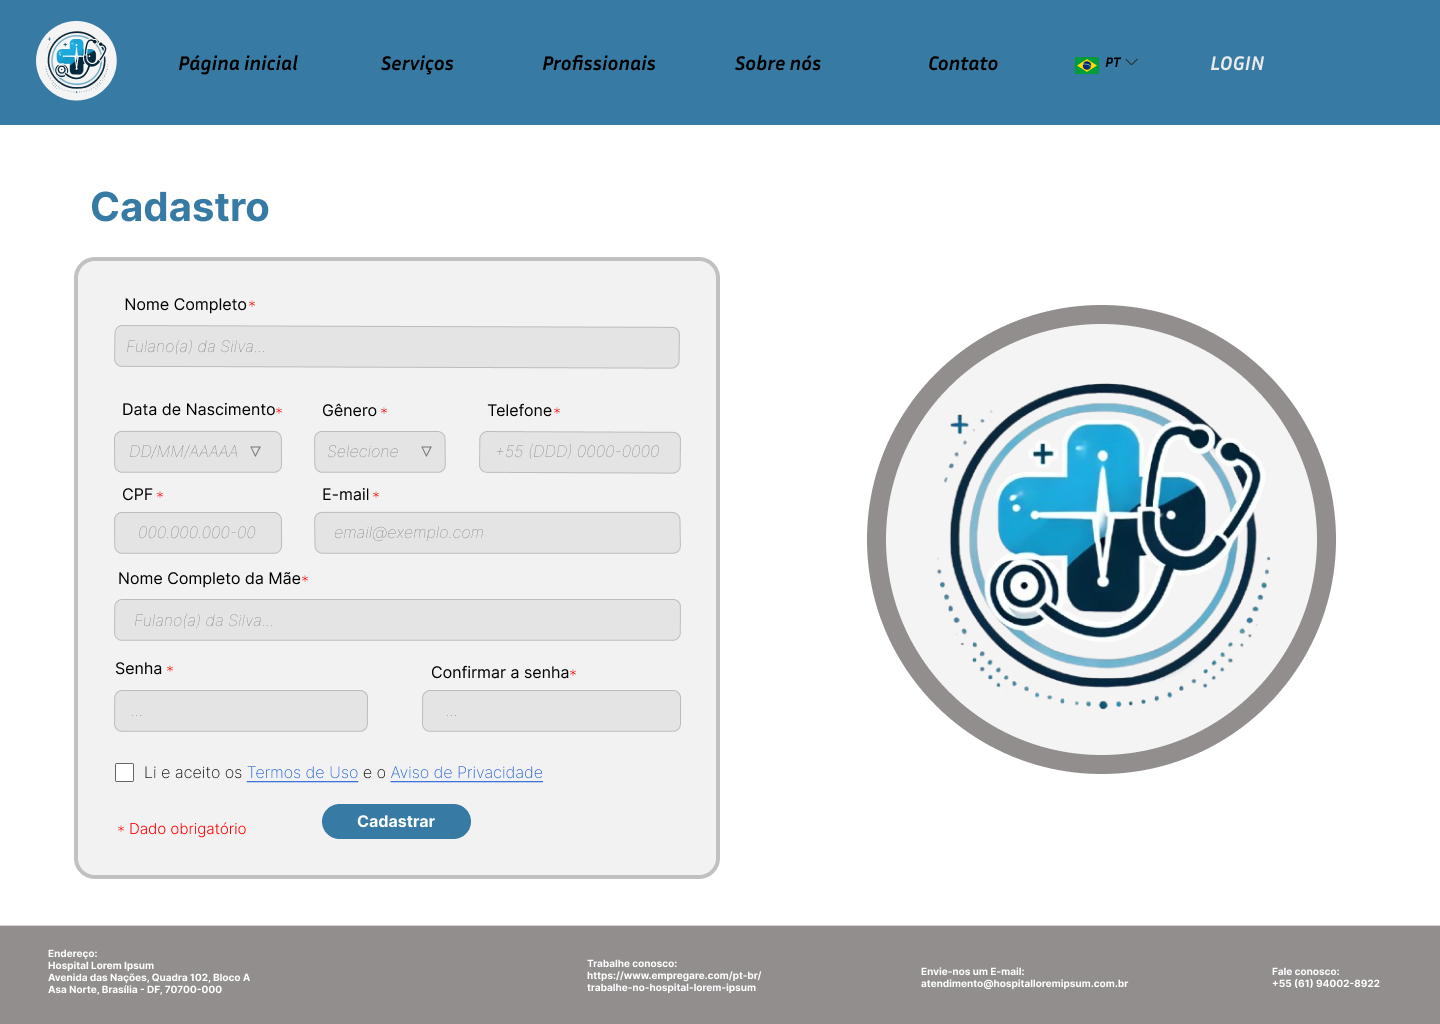 Página inicial
Serviços
Profissionais
Sobre nós
Contato
PT
LOGIN
Cadastro
Nome Completo*
Fulano(a) da Silva...
Data de Nascimento*
Gênero *
Telefone*
DD/MM/AAAAA
Selecione
+55 (DDD) 0000-0000
CPF *
E-mail *
000.000.000-00
email@exemplo.com
Nome Completo da Mãe*
Fulano(a) da Silva...
Senha *
Confirmar a senha*
...
...
Li e aceito os Termos de Uso e o Aviso de Privacidade
* Dado obrigatório
Cadastrar
Endereço:
Hospital Lorem Ipsum
Avenida das Nações, Quadra 102, Bloco A
Asa Norte, Brasília - DF, 70700-000
Trabalhe conosco:
https://www.empregare.com/pt-br/
trabalhe-no-hospital-lorem-ipsum
Envie-nos um E-mail:
atendimento@hospitalloremipsum.com.br
Fale conosco:
+55 (61) 94002-8922